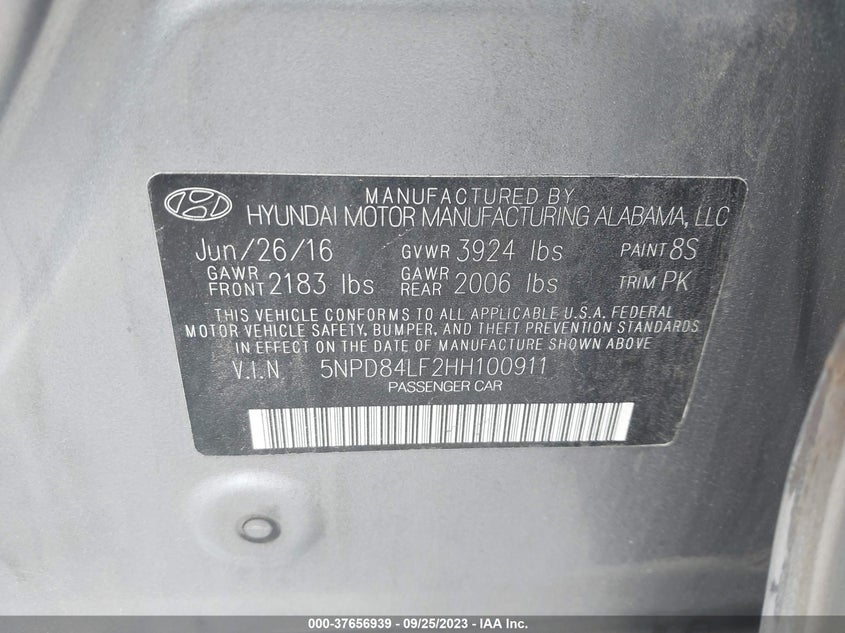 MANUFACTURED BY
HYUNDAI MOTOR MANUFACTURING ALABAMA, LLC
Jun/26/16 GVWR 3924 lbs PAINT 8S
GAWR FRONT 2183 lbs GAWR REAR 2006 lbs TRIM PK
THIS VEHICLE CONFORMS TO ALL APPLICABLE U.S.A. FEDERAL
MOTOR VEHICLE SAFETY, BUMPER, AND THEFT PREVENTION STANDARDS
IN EFFECT ON THE DATE OF MANUFACTURE SHOWN ABOVE
V.I.N 5NPD84LF2HH100911
PASSENGER CAR
000-37656939 - 09/25/2023 - IAA Inc.